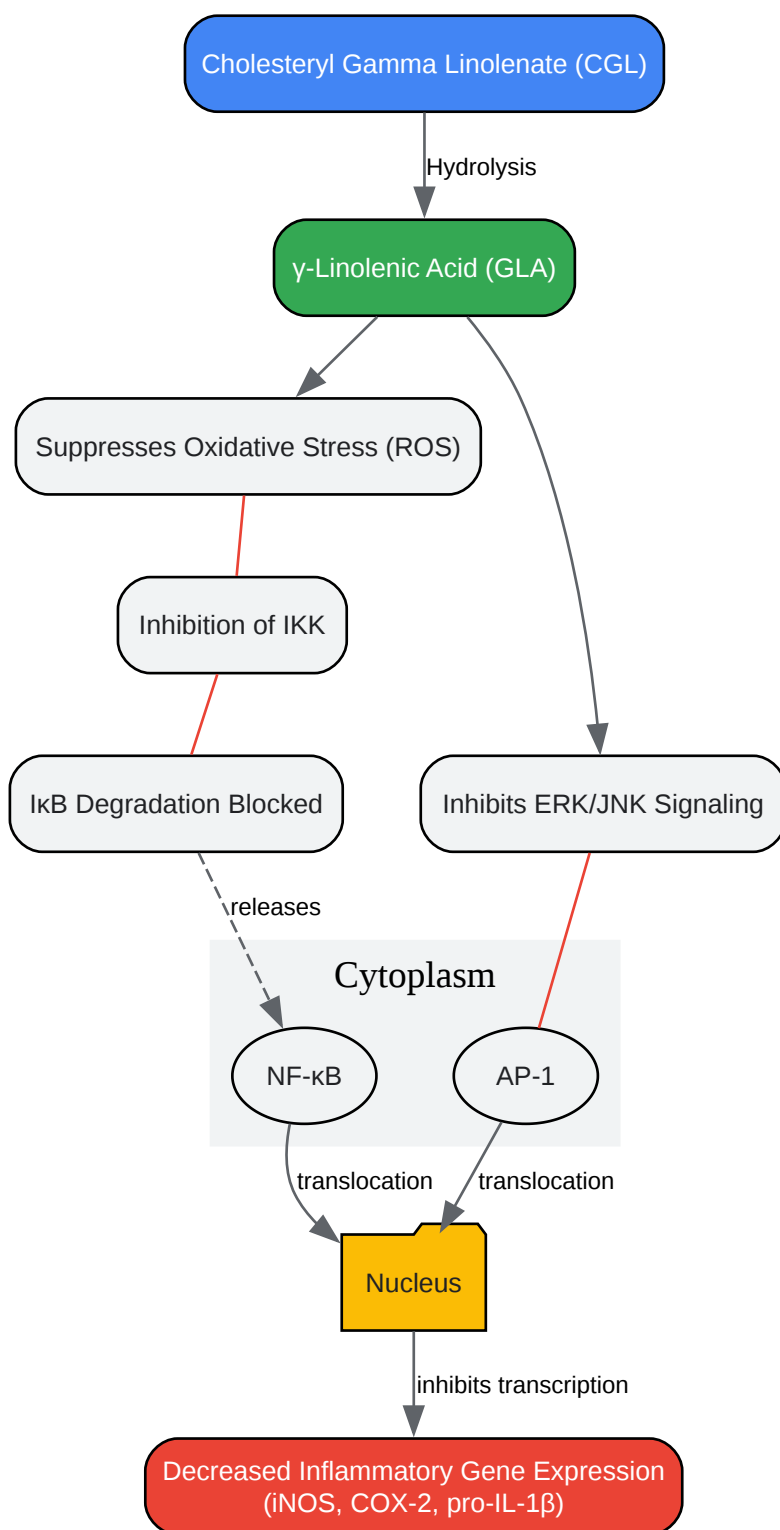 Cholesteryl Gamma Linolenate (CGL)
Hydrolysis
γ-Linolenic Acid (GLA)
Suppresses Oxidative Stress (ROS)
Inhibition of IKK
IκB Degradation Blocked
Inhibits ERK/JNK Signaling
releases
Cytoplasm
NF-κB
AP-1
translocation
translocation
Nucleus
inhibits transcription
Decreased Inflammatory Gene Expression
(iNOS, COX-2, pro-IL-1β)